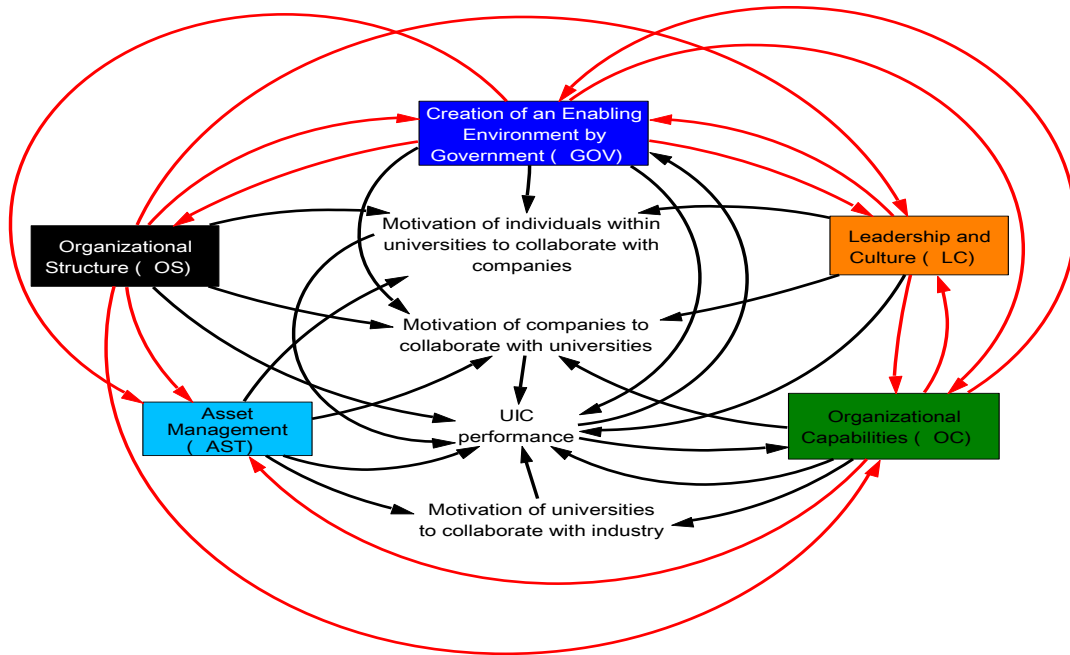 Creation of an Enabling
Environment by
Government ( GOV)
Motivation of individuals within
universities to collaborate with
companies
Organizational
Structure ( OS)
Leadership and
Culture ( LC)
Motivation of companies to
collaborate with universities
Asset
Management
( AST)
UIC
performance
Organizational
Capabilities ( OC)
Motivation of universities
to collaborate with industry